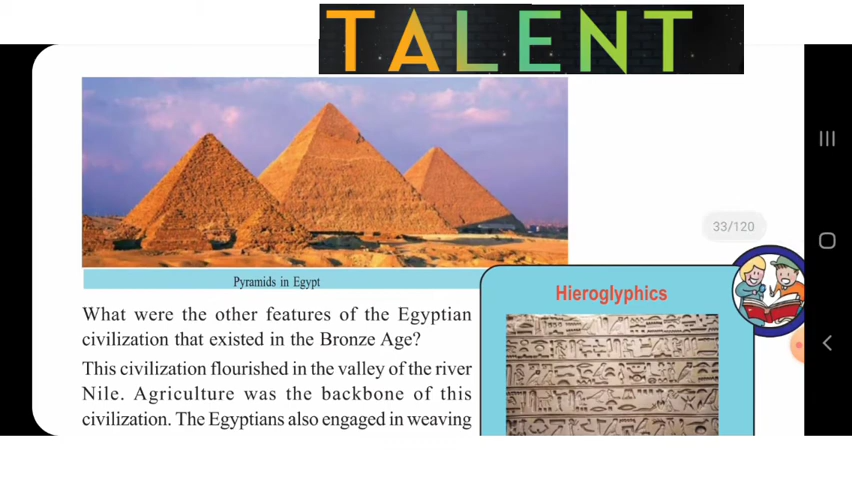 TALENT
33/120
Pyramids in Egypt
What were the other features of the Egyptian
civilization that existed in the Bronze Age?
This civilization flourished in the valley of the river
Nile. Agriculture was the backbone of this
civilization. The Egyptians also engaged in weaving
Hieroglyphics